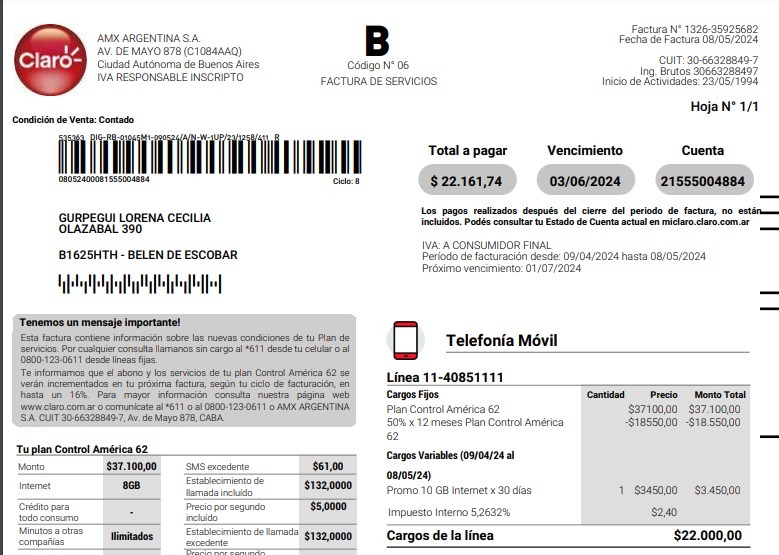 Claro
AMX ARGENTINA S.A.
AV. DE MAYO 878 (C1084AAQ)
Ciudad Autónoma de Buenos Aires
IVA RESPONSABLE INSCRIPTO
B
Código N° 06
FACTURA DE SERVICIOS
Factura N° 1326-35925682
Fecha de Factura 08/05/2024
CUIT: 30-66328849-7
Ing. Brutos 30663288497
Inicio de Actividades: 23/05/1994
Hoja N° 1/1
Condición de Venta: Contado
535363 DIG-RB-01045M1-090524/A/N-W-1UP/23/1258/411 R
08052400081555004884
Ciclo: 8
Total a pagar Vencimiento Cuenta
$ 22.161,74 03/06/2024 21555004884
Los pagos realizados después del cierre del periodo de factura, no están
incluidos. Podés consultar tu Estado de Cuenta actual en miclaro.claro.com.ar
GURPEGUI LORENA CECILIA
OLAZABAL 390
B1625HTH - BELEN DE ESCOBAR
IVA: A CONSUMIDOR FINAL
Período de facturación desde: 09/04/2024 hasta 08/05/2024
Próximo vencimiento: 01/07/2024
Tenemos un mensaje importante!
Esta factura contiene información sobre las nuevas condiciones de tu Plan de
servicios. Por cualquier consulta llamanos sin cargo al *611 desde tu celular o al
0800-123-0611 desde líneas fijas.
Te informamos que el abono y los servicios de tu plan Control América 62 se
verán incrementados en tu próxima factura, según tu ciclo de facturación, en
hasta un 16%. Para mayor información consulta nuestra página web
www.claro.com.ar o comunícate al *611 o al 0800-123-0611 o AMX ARGENTINA
S.A. CUIT 30-66328849-7, Av. de Mayo 878, CABA.
Tu plan Control América 62
Monto $37.100,00 SMS excedente $61,00
Internet 8GB Establecimiento de
llamada incluído $132,0000
Crédito para
todo consumo - Precio por segundo
incluído $5,0000
Minutos a otras
compañías Ilimitados Establecimiento de llamada
excedente $132,0000
Precio por segundo
Telefonía Móvil
Línea 11-40851111
Cargos Fijos Cantidad Precio Monto Total
Plan Control América 62 $37100,00 $37.100,00
50% x 12 meses Plan Control América
62 -$18550,00 -$18.550,00
Cargos Variables (09/04/24 al
08/05/24)
Promo 10 GB Internet x 30 días 1 $3450,00 $3.450,00
Impuesto Interno 5,2632% $2,40
Cargos de la línea $22.000,00